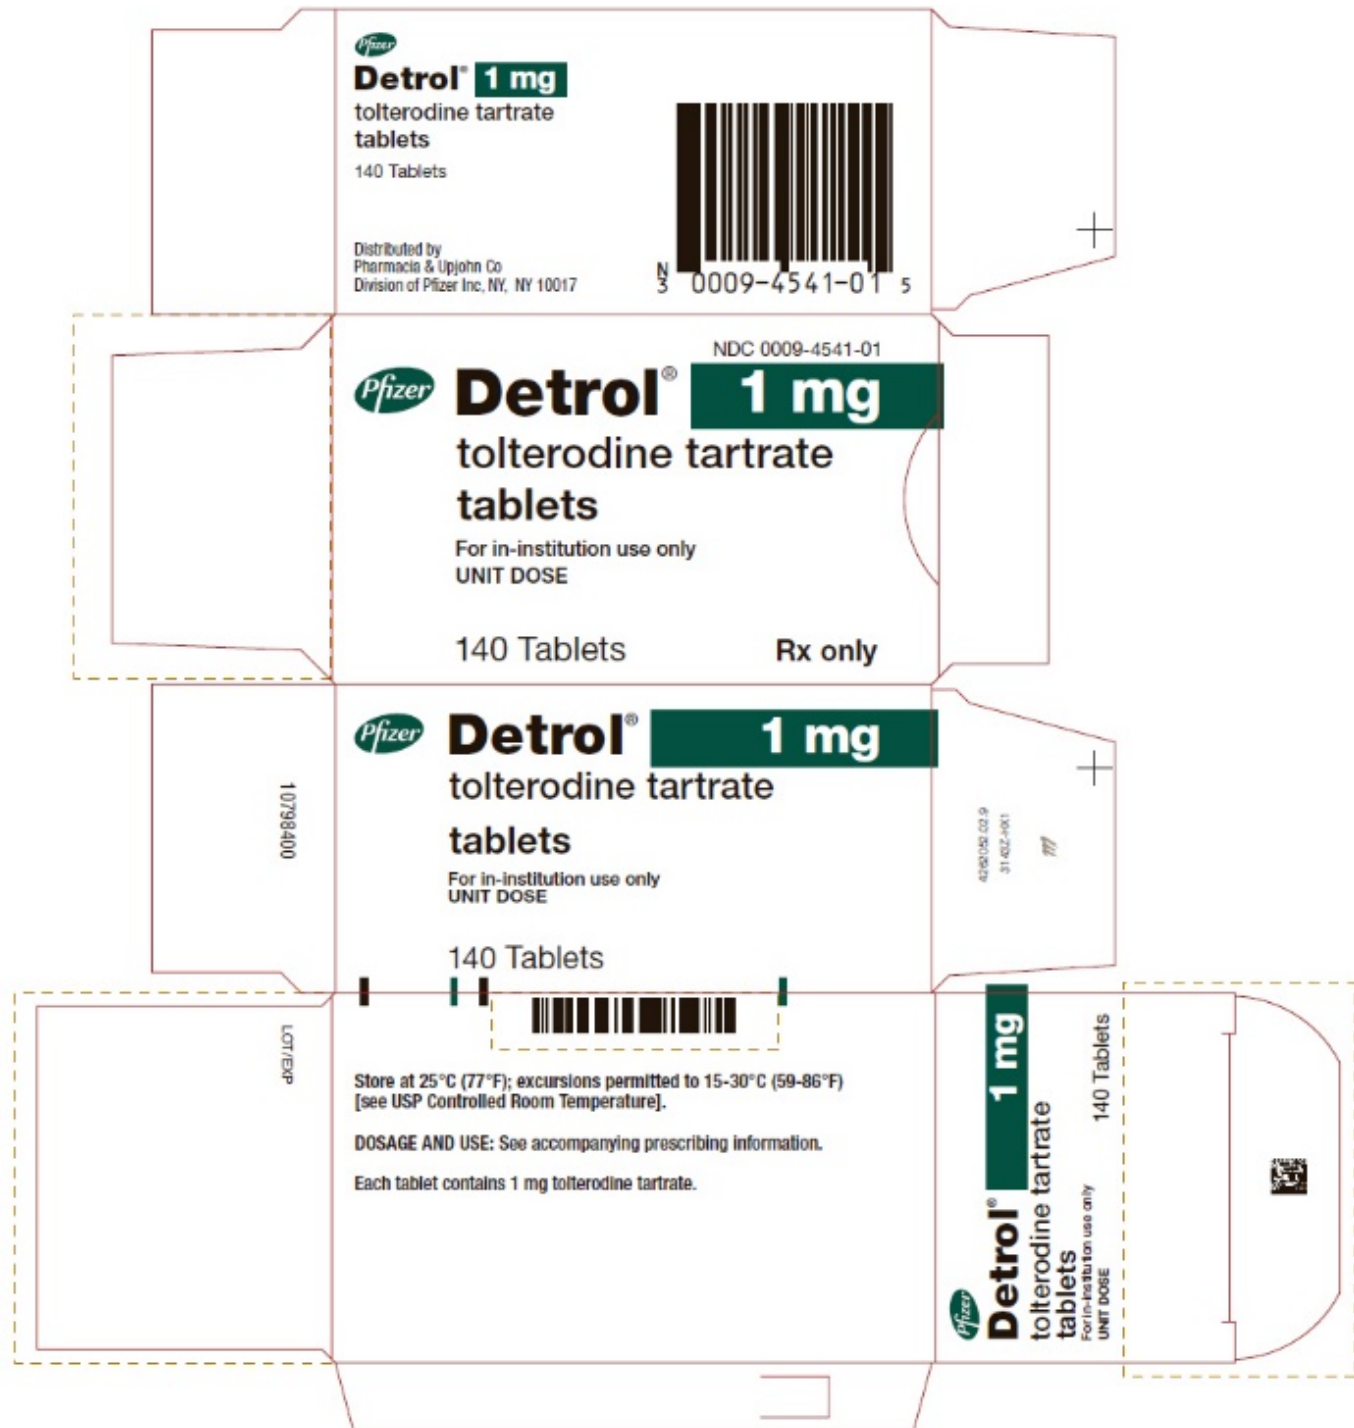 Pfizer
Detrol® 1 mg
tolterodine tartrate
tablets
140 Tablets
Distributed by
Pharmacia & Upjohn Co
Division of Pfizer Inc, NY, NY 10017
N
3 0009-4541-01 5
NDC 0009-4541-01
Pfizer Detrol® 1 mg
tolterodine tartrate
tablets
For in-institution use only
UNIT DOSE
140 Tablets Rx only
Pfizer Detrol® 1 mg
tolterodine tartrate
tablets
For in-institution use only
UNIT DOSE
140 Tablets
10798400
LOT/EXP
Store at 25°C (77°F); excursions permitted to 15-30°C (59-86°F)
[see USP Controlled Room Temperature].
DOSAGE AND USE: See accompanying prescribing information.
Each tablet contains 1 mg tolterodine tartrate.
Pfizer Detrol® 1 mg
tolterodine tartrate
tablets
For in-institution use only
UNIT DOSE
140 Tablets